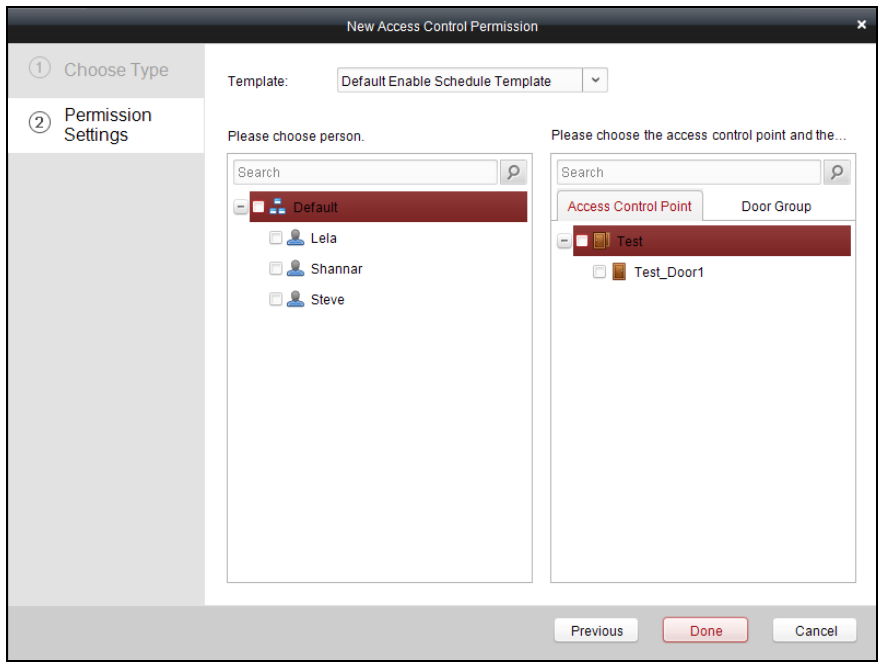 New Access Control Permission
×
1 Choose Type
2 Permission
Settings
Template:
Default Enable Schedule Template
Please choose person.
Search
Default
Lela
Shannar
Steve
Please choose the access control point and the...
Search
Access Control Point
Door Group
Test
Test_Door1
Previous
Done
Cancel